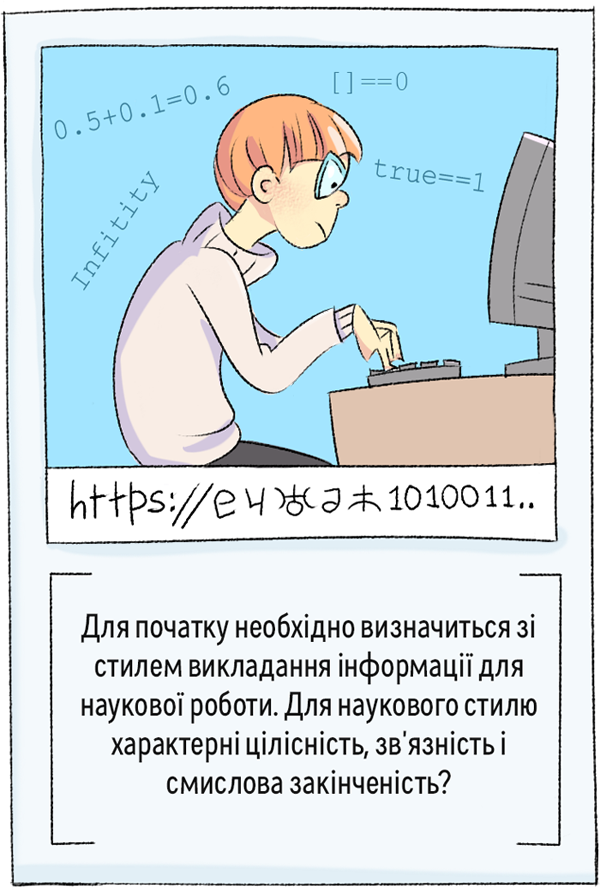 0.5+0.1=0.6
[]==0
true==1
Infitity
https://еч 1010011..
Для початку необхідно визначиться зі
стилем викладання інформації для
наукової роботи. Для наукового стилю
характерні цілісність, зв'язність і
смислова закінченість?